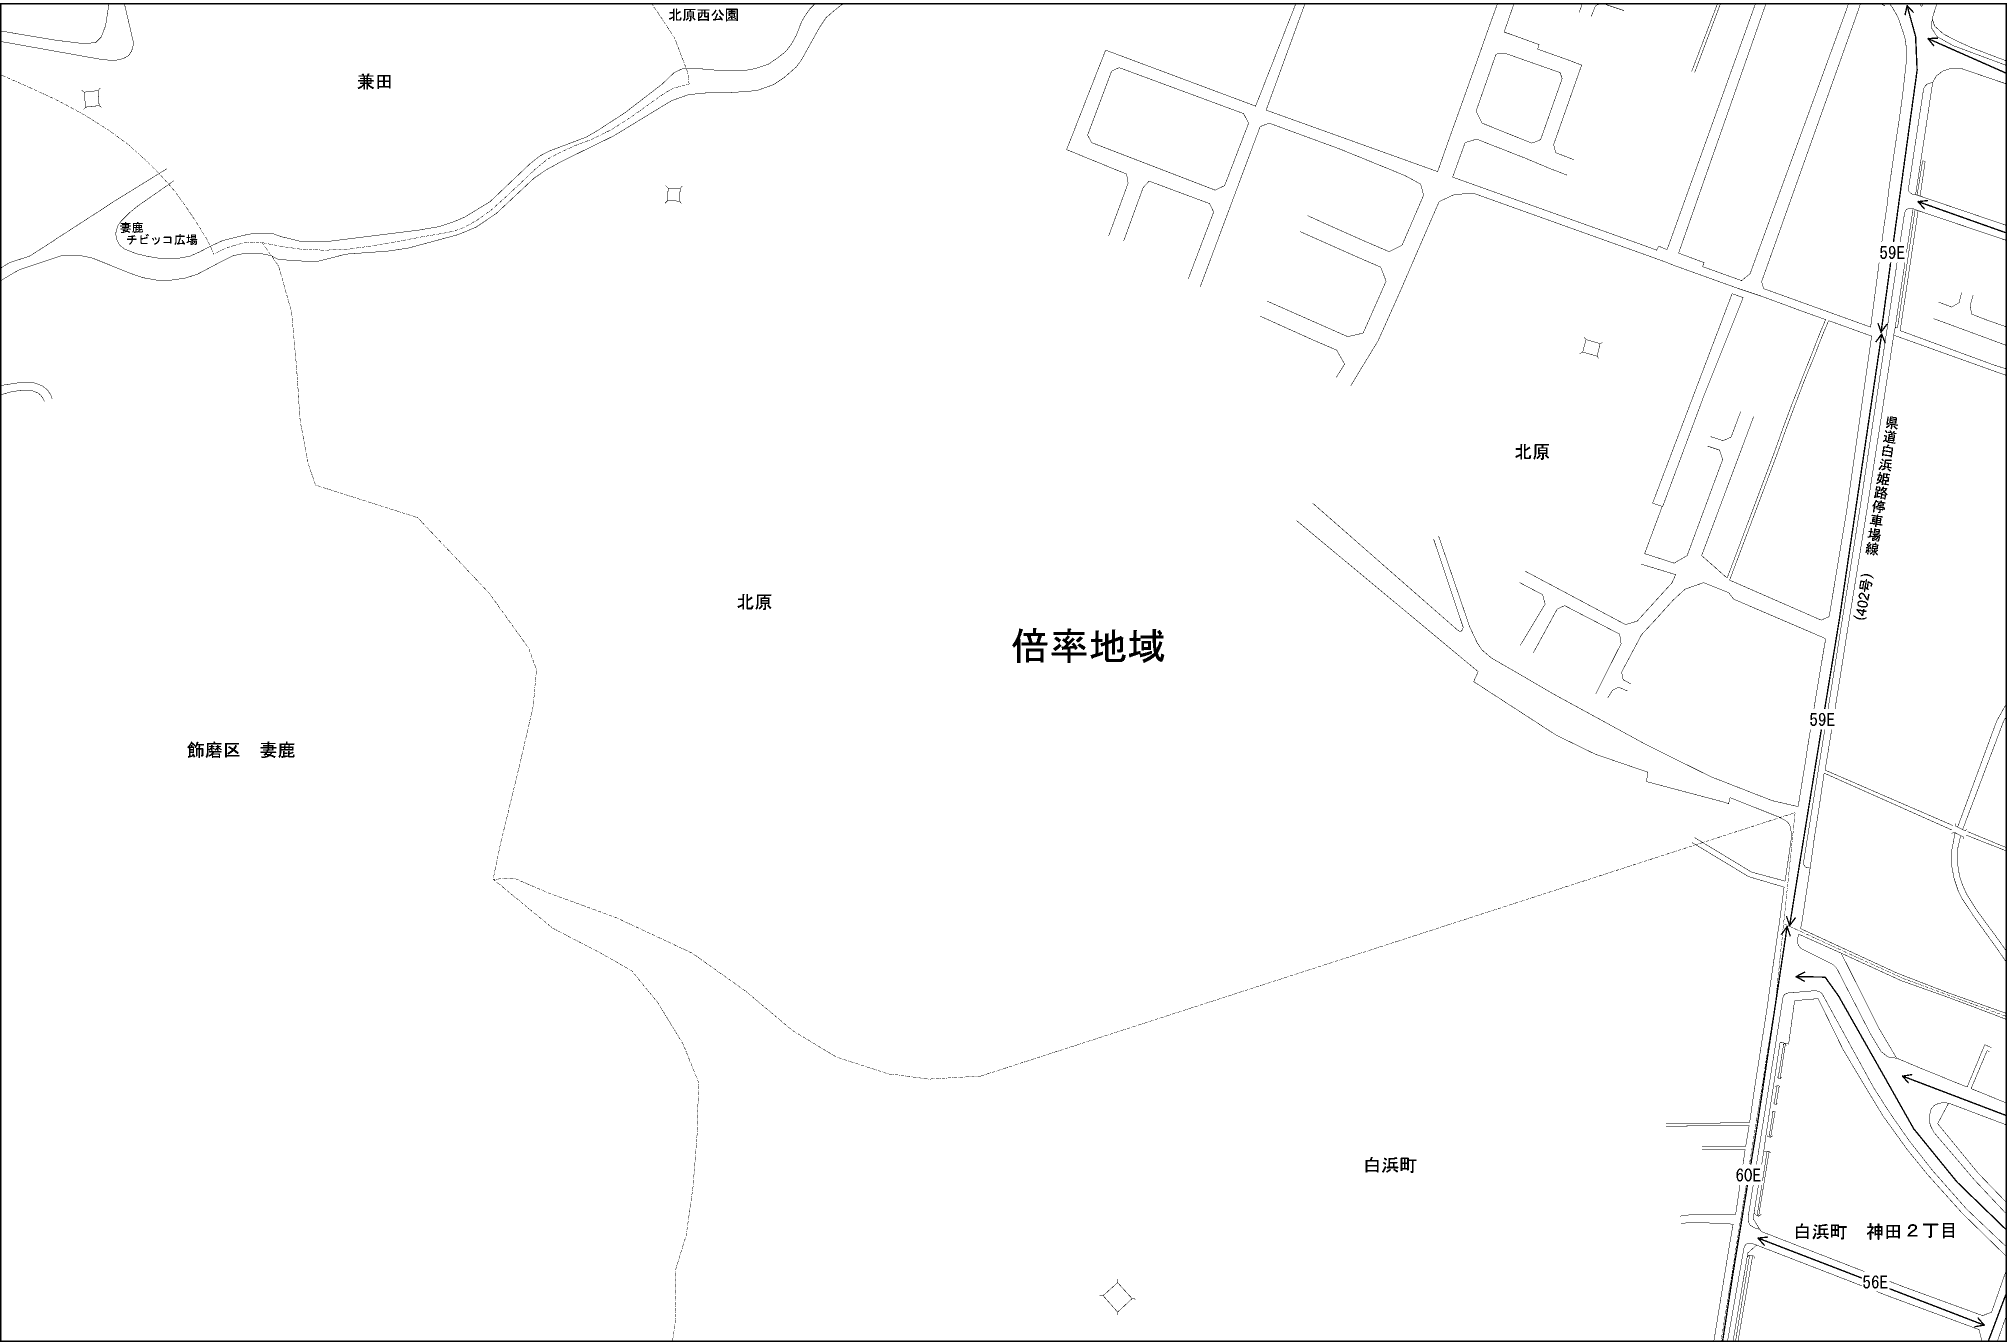 北原西公園
兼田
妻鹿
チビッコ広場
59E
県道白浜姫路停車場線
(402号)
北原
北原
倍率地域
59E
飾磨区 妻鹿
白浜町
60E
白浜町 神田2丁目
56E